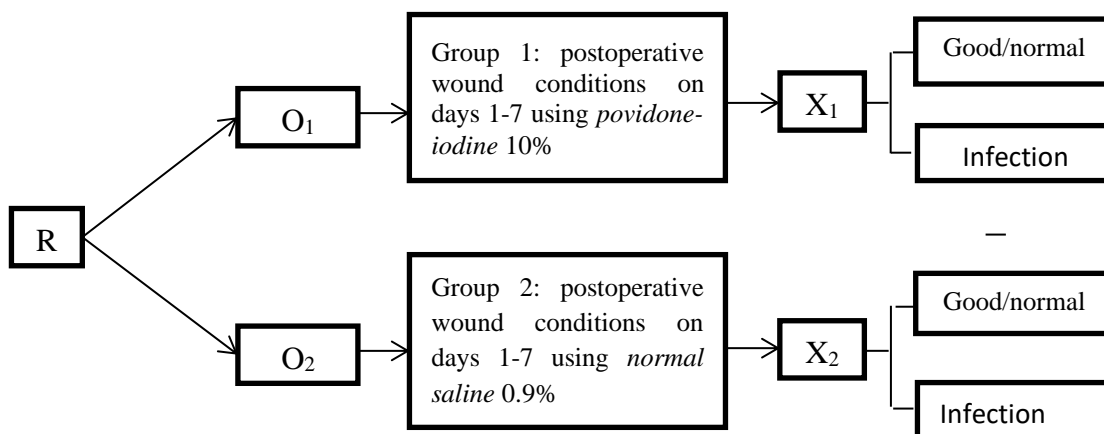 R
O₁
Group 1: postoperative
wound conditions on
days 1-7 using povidone-
iodine 10%
X₁
Good/normal
Infection
–
O₂
Group 2: postoperative
wound conditions on
days 1-7 using normal
saline 0.9%
X₂
Good/normal
Infection